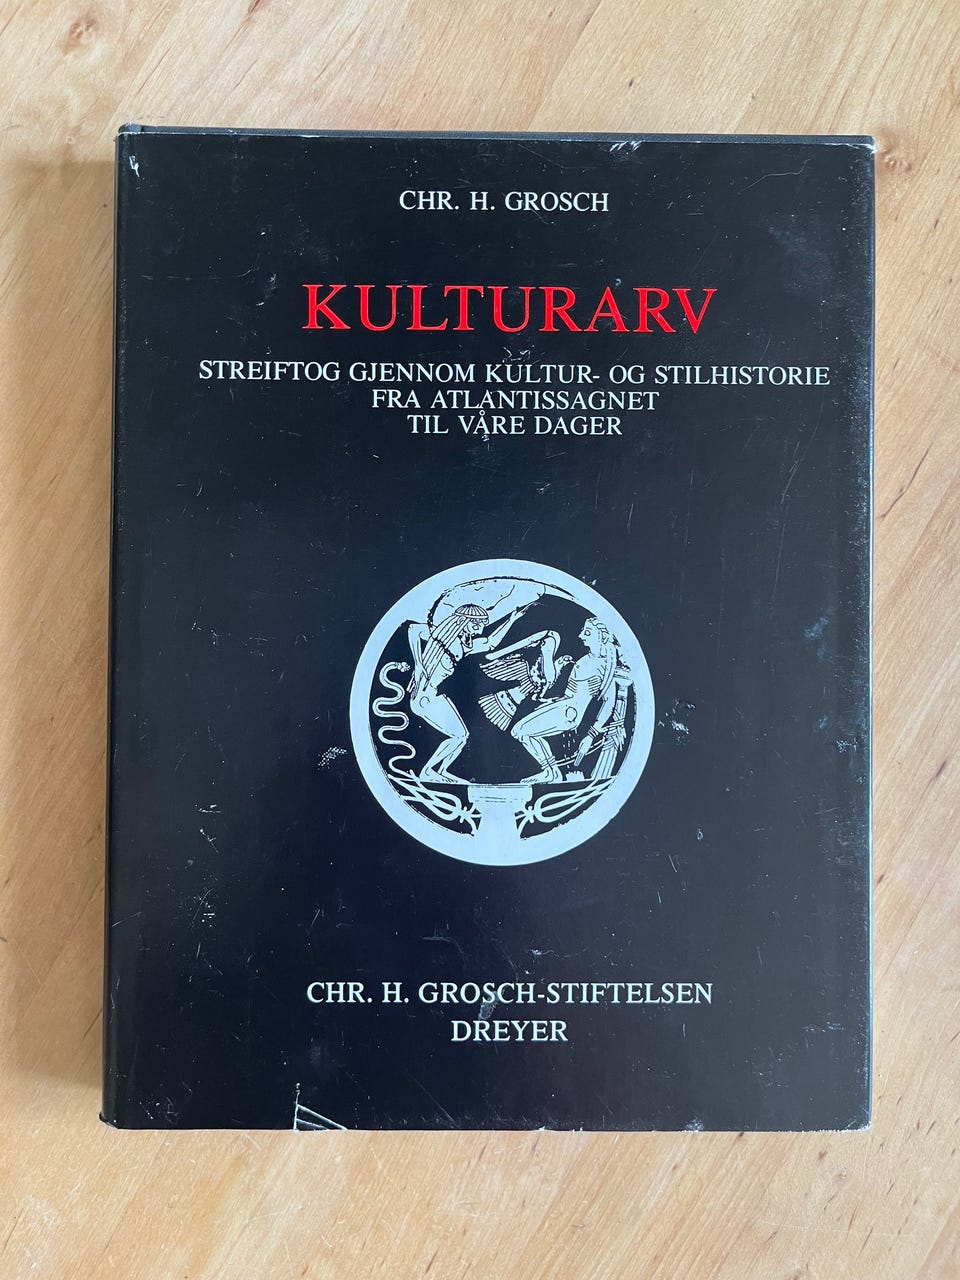 CHR. H. GROSCH
KULTURARV
STREIFTOG GJENNOM KULTUR- OG STILHISTORIE
FRA ATLANTISSAGNET
TIL VÅRE DAGER
CHR. H. GROSCH-STIFTELSEN
DREYER